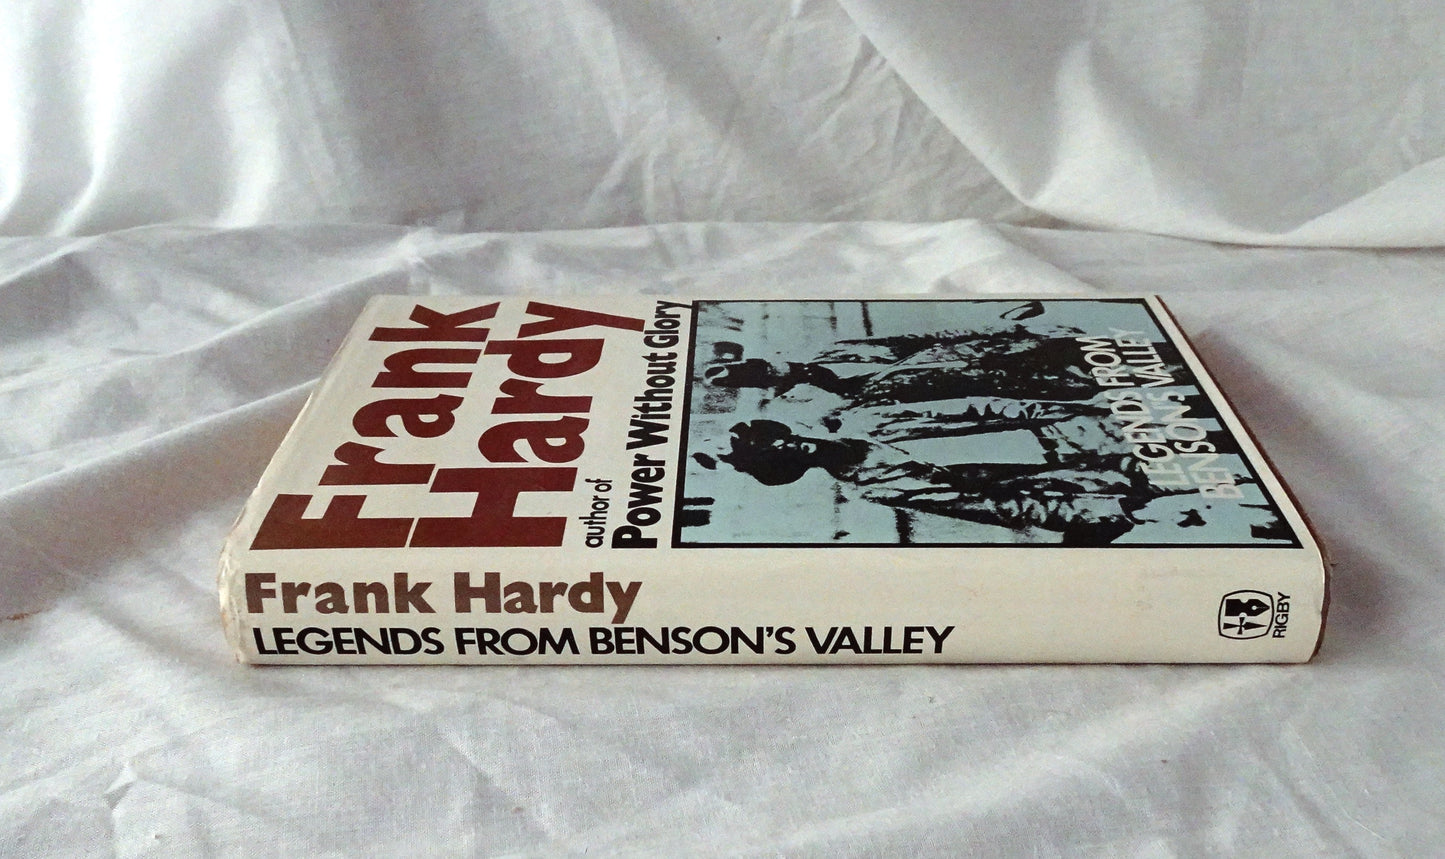 Frank
Hardy
author of
Power Without Glory
LEGENDS FROM
BENSON'S VALLEY
Frank Hardy
LEGENDS FROM BENSON'S VALLEY
RIGBY